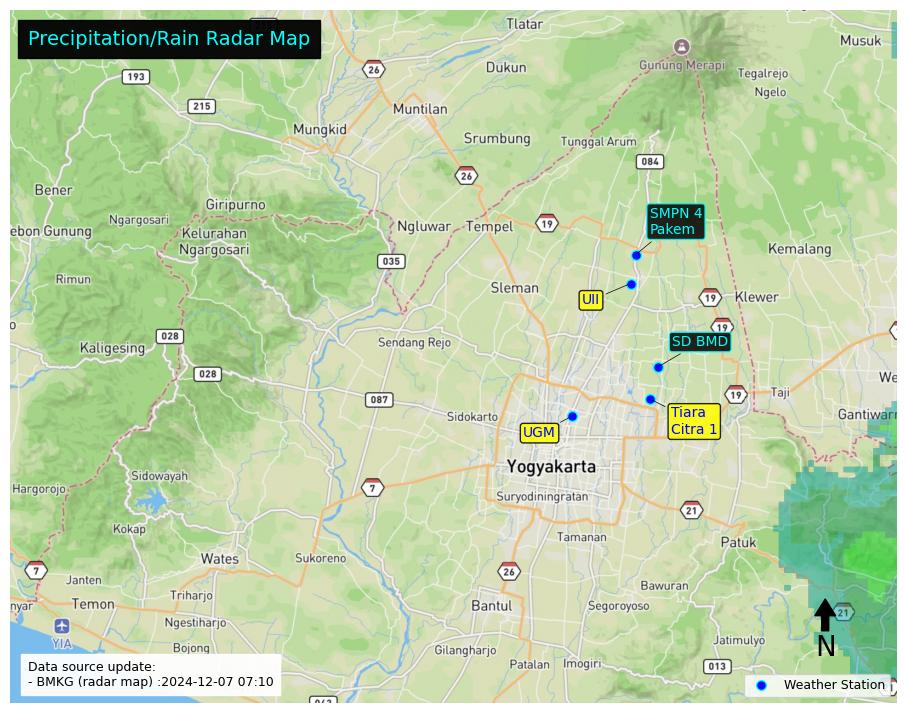 Precipitation/Rain Radar Map
Tlatar
Musuk
Gunung Merapi
26
Dukun
Tegalrejo
193
Ngelo
215
Muntilan
Mungkid
Srumbung
Tunggal Arum
084
26
Bener
Giripurno
SMPN 4
Pakem
Ngargosari
Ngluwar
Tempel
19
ebon Gunung
Kelurahan
Ngargosari
Kemalang
035
Rimun
Sleman
UII
19
Klewer
19
028
Sendang Rejo
SD BMD
Kaligesing
028
We
087
19
Taji
Sidokarto
Tiara
Citra 1
Gantiwarn
UGM
Yogyakarta
Sidowayah
Hargorojo
7
Suryodiningratan
21
Kokap
Tamanan
Patuk
Wates
Sukoreno
7
26
Janten
Bawuran
Triharjo
nyar
Temon
Bantul
Segoroyoso
21
Ngestiharjo
YIA
Bojong
Gilangharjo
Jatimulyo
N
Patalan
Imogiri
013
Data source update:
- BMKG (radar map) :2024-12-07 07:10
Weather Station